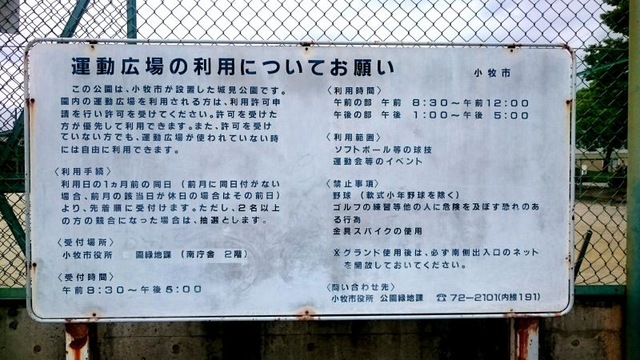 運動広場の利用についてお願い
小牧市
この公園は、小牧市が設置した城見公園です。
園内の運動広場を利用される方は、利用許可申
請を行い許可を受けてください。許可を受けた
方が優先して利用できます。また、許可を受け
ていない方でも、運動広場が使われていない時
には自由に利用できます。
〈利用手続〉
利用日の1ヵ月前の同日(前月に同日付がない
場合、前月の該当日が休日の場合はその前日)
より、先着順に受付けます。ただし、2名以上
の方の競合になった場合は、抽選とします。
〈受付場所〉
小牧市役所 園緑地課(南庁舎 2階)
〈受付時間〉
午前8:30~午後5:00
〈利用時間〉
午前の部 午前 8:30~午前12:00
午後の部 午後 1:00~午後 5:00
〈利用範囲〉
ソフトボール等の球技
運動会等のイベント
〈禁止事項〉
野球(軟式少年野球を除く)
ゴルフの練習等他の人に危険を及ぼす恐れのあ
る行為
金具スパイクの使用
※グランド使用後は、必ず南側出入口のネット
を開放しておいてください。
〈問い合わせ先〉
小牧市役所 公園緑地課 ☎72-2101(内線191)